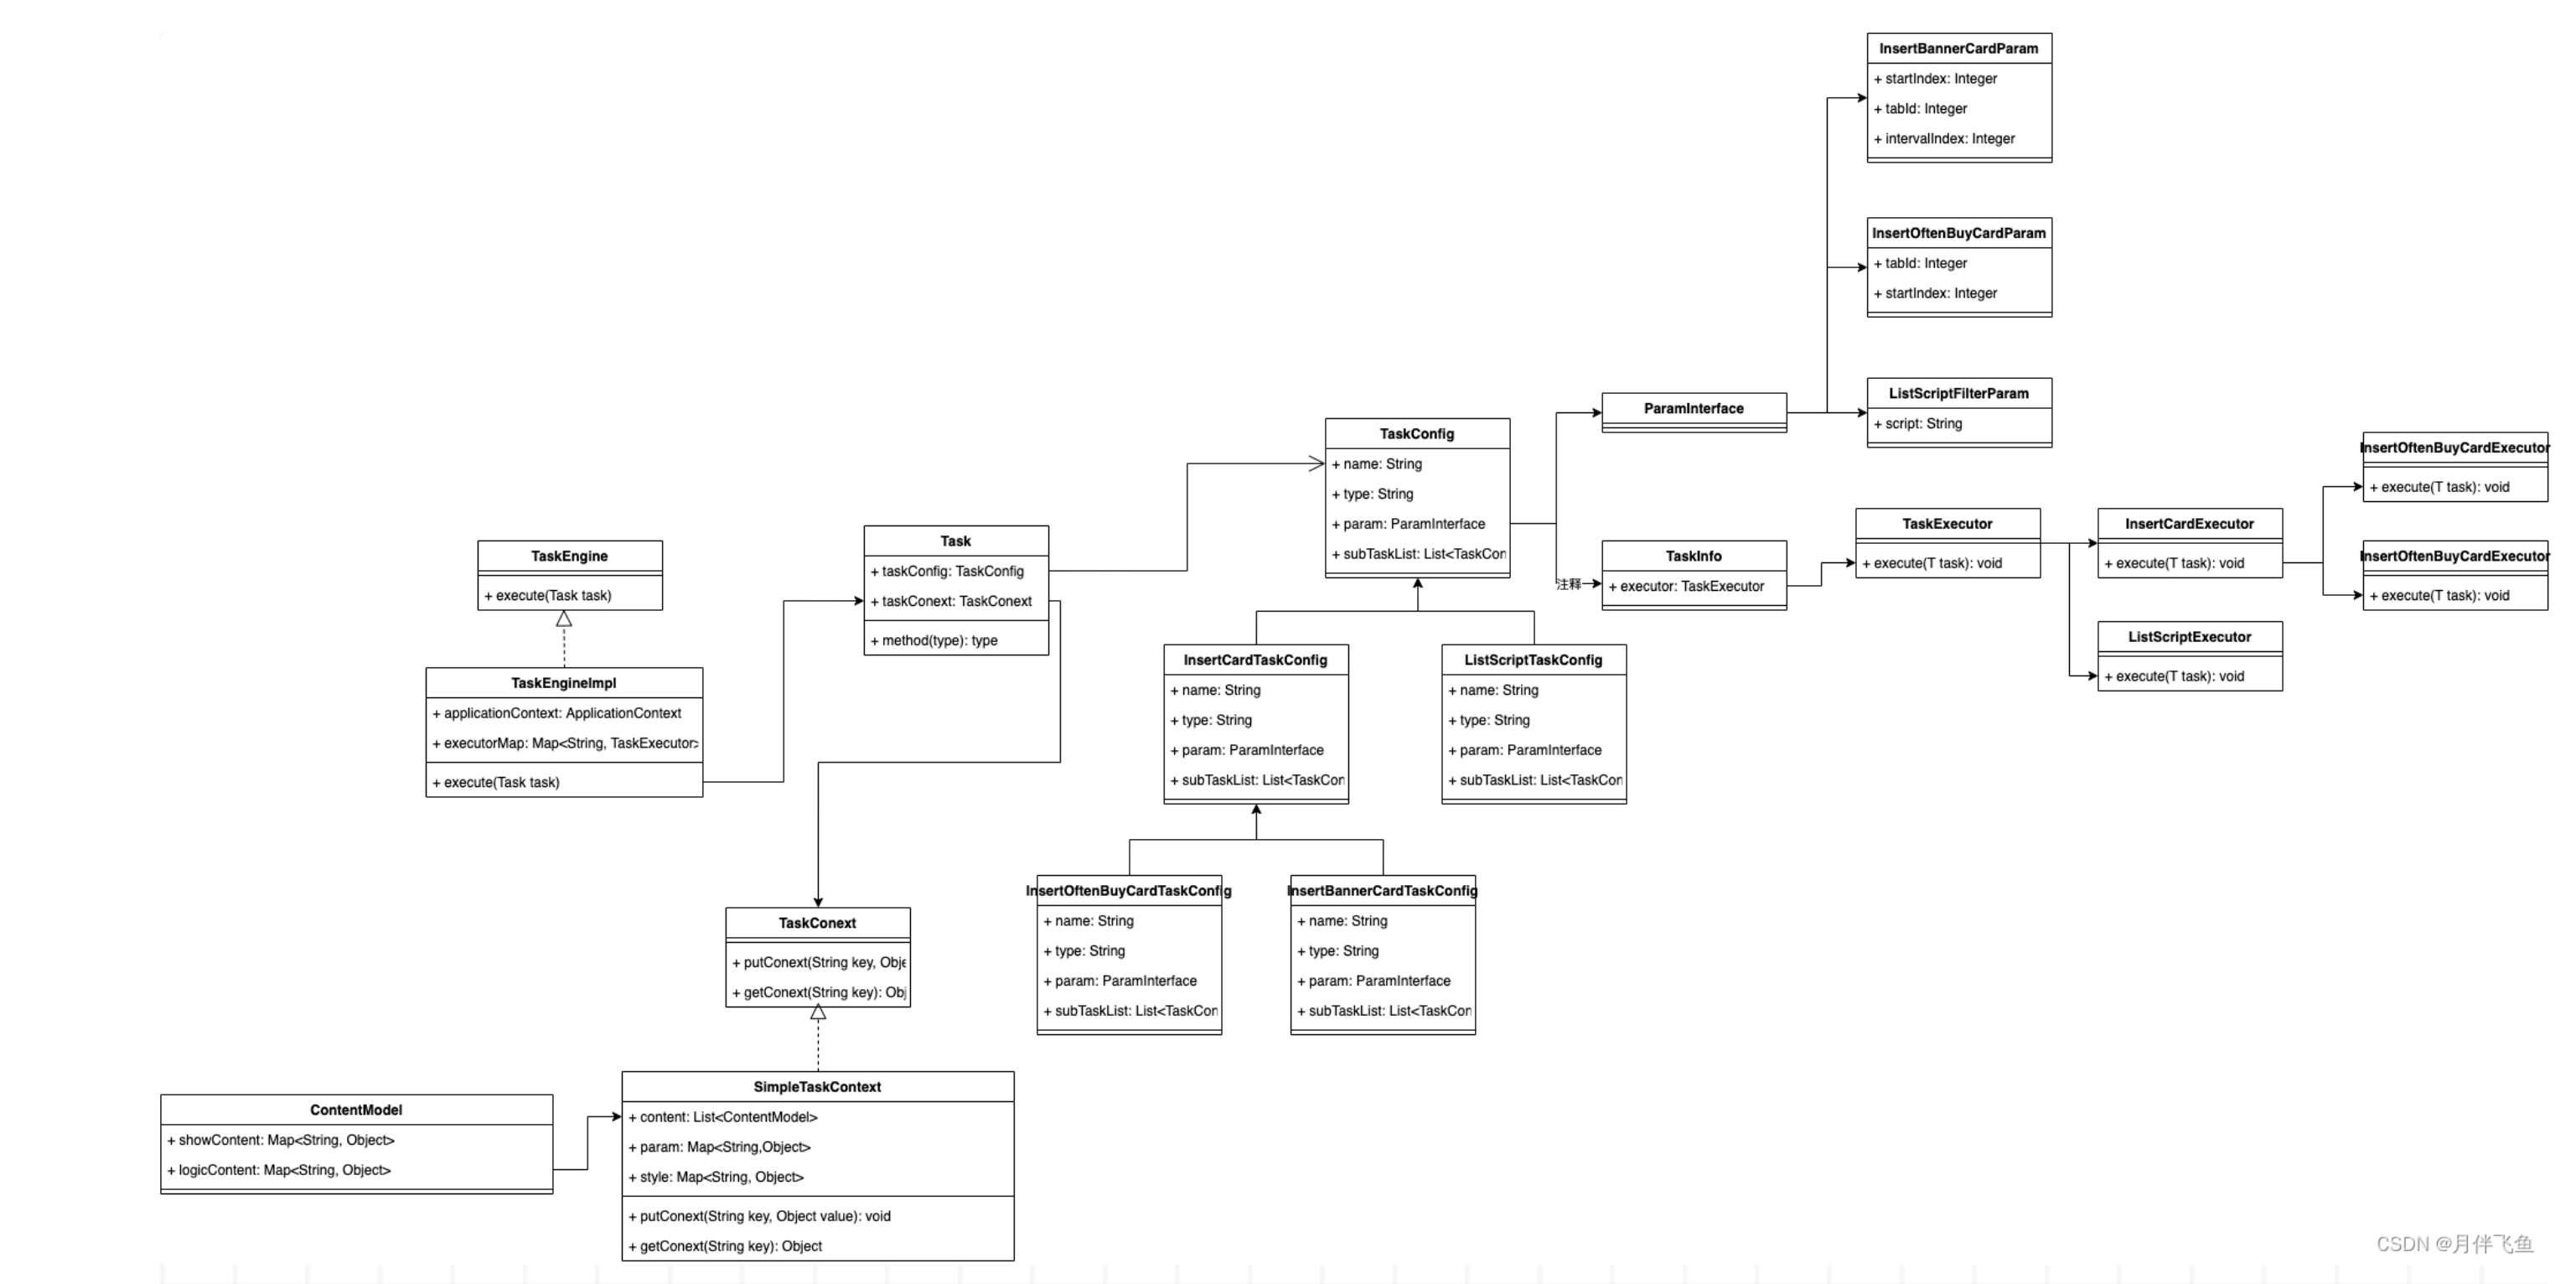 InsertBannerCardParam
+ startIndex: Integer
+ tabId: Integer
+ intervalIndex: Integer
InsertOftenBuyCardParam
+ tabId: Integer
+ startIndex: Integer
ListScriptFilterParam
+ script: String
ParamInterface
TaskConfig
+ name: String
+ type: String
+ param: ParamInterface
+ subTaskList: List<TaskCon
InsertOftenBuyCardExecutor
+ execute(T task): void
TaskExecutor
+ execute(T task): void
InsertCardExecutor
+ execute(T task): void
InsertOftenBuyCardExecutor
+ execute(T task): void
TaskInfo
+ executor: TaskExecutor
注释
ListScriptExecutor
+ execute(T task): void
TaskEngine
+ execute(Task task)
Task
+ taskConfig: TaskConfig
+ taskConext: TaskConext
+ method(type): type
TaskEngineImpl
+ applicationContext: ApplicationContext
+ executorMap: Map<String, TaskExecutor>
+ execute(Task task)
InsertCardTaskConfig
+ name: String
+ type: String
+ param: ParamInterface
+ subTaskList: List<TaskCon
ListScriptTaskConfig
+ name: String
+ type: String
+ param: ParamInterface
+ subTaskList: List<TaskCon
InsertOftenBuyCardTaskConfig
+ name: String
+ type: String
+ param: ParamInterface
+ subTaskList: List<TaskCon
InsertBannerCardTaskConfig
+ name: String
+ type: String
+ param: ParamInterface
+ subTaskList: List<TaskCon
TaskConext
+ putConext(String key, Obje
+ getConext(String key): Obj
SimpleTaskContext
+ content: List<ContentModel>
+ param: Map<String,Object>
+ style: Map<String, Object>
+ putConext(String key, Object value): void
+ getConext(String key): Object
ContentModel
+ showContent: Map<String, Object>
+ logicContent: Map<String, Object>
CSDN @月伴飞鱼